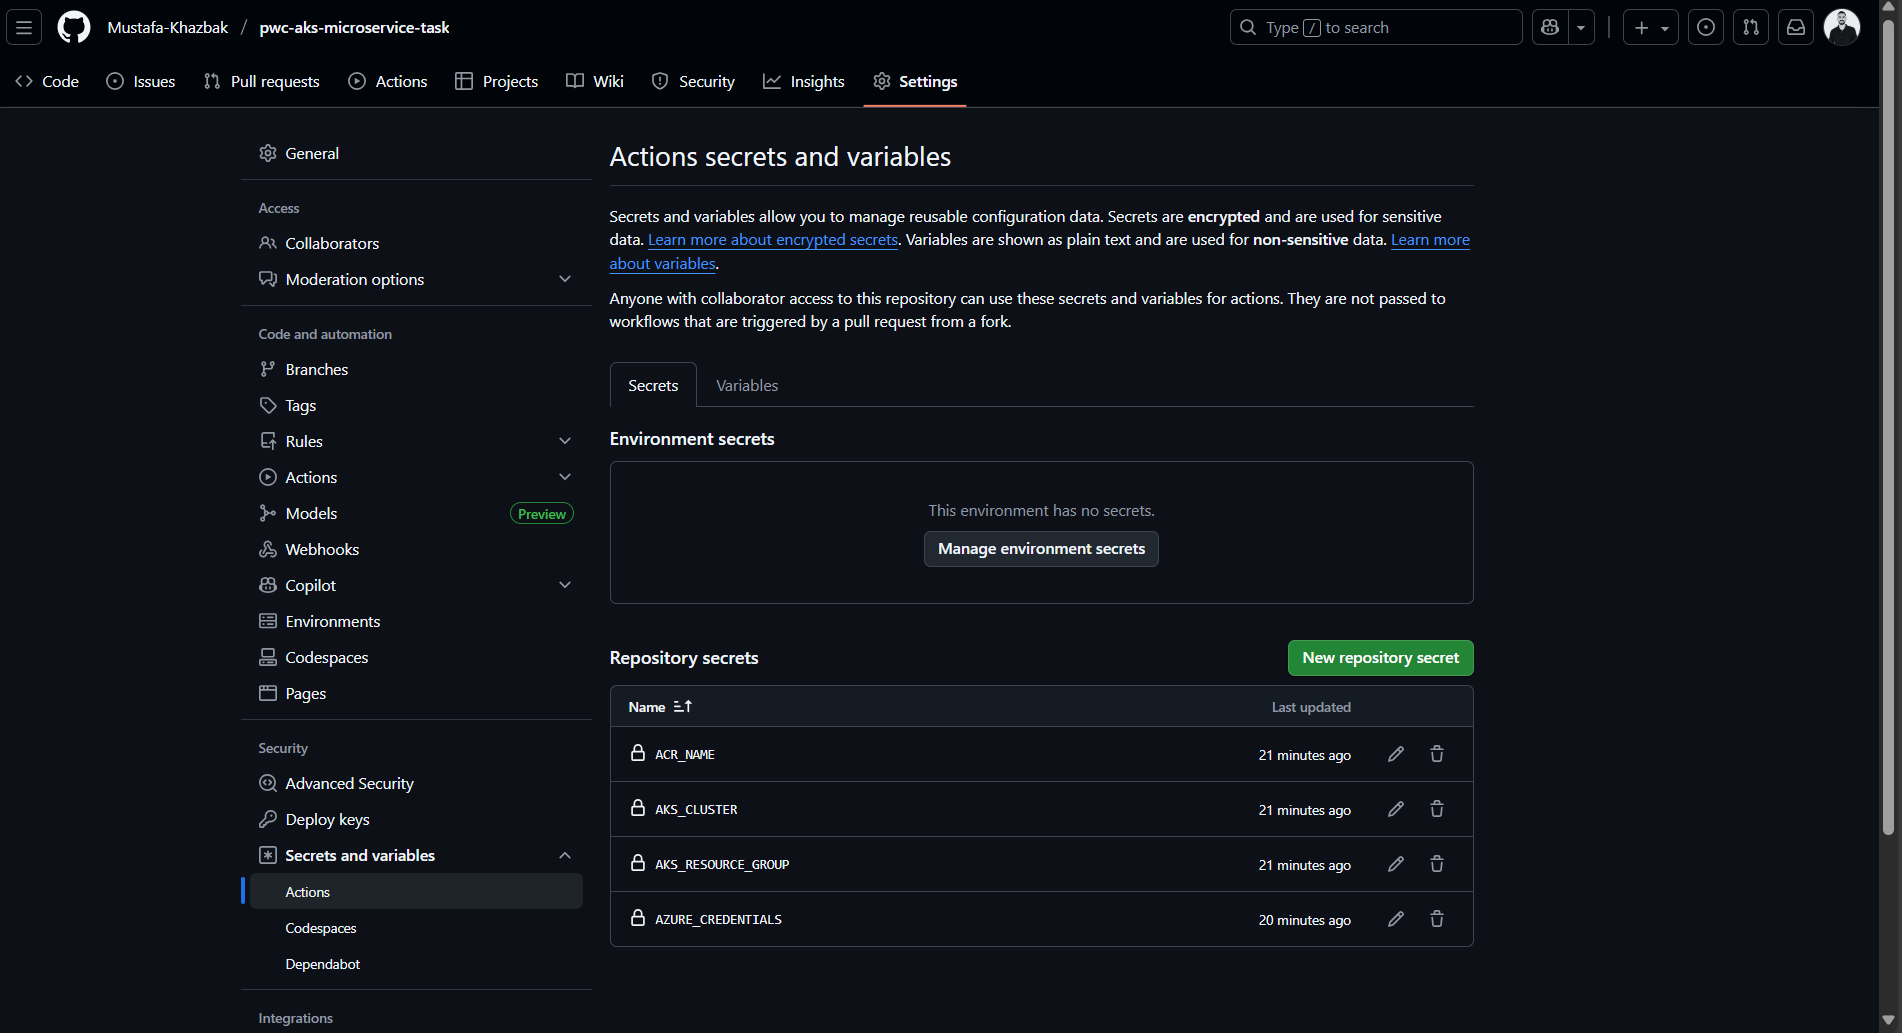 Mustafa-Khazbak / pwc-aks-microservice-task
Type / to search
Code
Issues
Pull requests
Actions
Projects
Wiki
Security
Insights
Settings
General
Access
Collaborators
Moderation options
Code and automation
Branches
Tags
Rules
Actions
Models Preview
Webhooks
Copilot
Environments
Codespaces
Pages
Security
Advanced Security
Deploy keys
Secrets and variables
Actions
Codespaces
Dependabot
Integrations
Actions secrets and variables
Secrets and variables allow you to manage reusable configuration data. Secrets are encrypted and are used for sensitive
data. Learn more about encrypted secrets. Variables are shown as plain text and are used for non-sensitive data. Learn more
about variables.
Anyone with collaborator access to this repository can use these secrets and variables for actions. They are not passed to
workflows that are triggered by a pull request from a fork.
Secrets
Variables
Environment secrets
This environment has no secrets.
Manage environment secrets
Repository secrets
New repository secret
Name
Last updated
ACR_NAME 21 minutes ago
AKS_CLUSTER 21 minutes ago
AKS_RESOURCE_GROUP 21 minutes ago
AZURE_CREDENTIALS 20 minutes ago